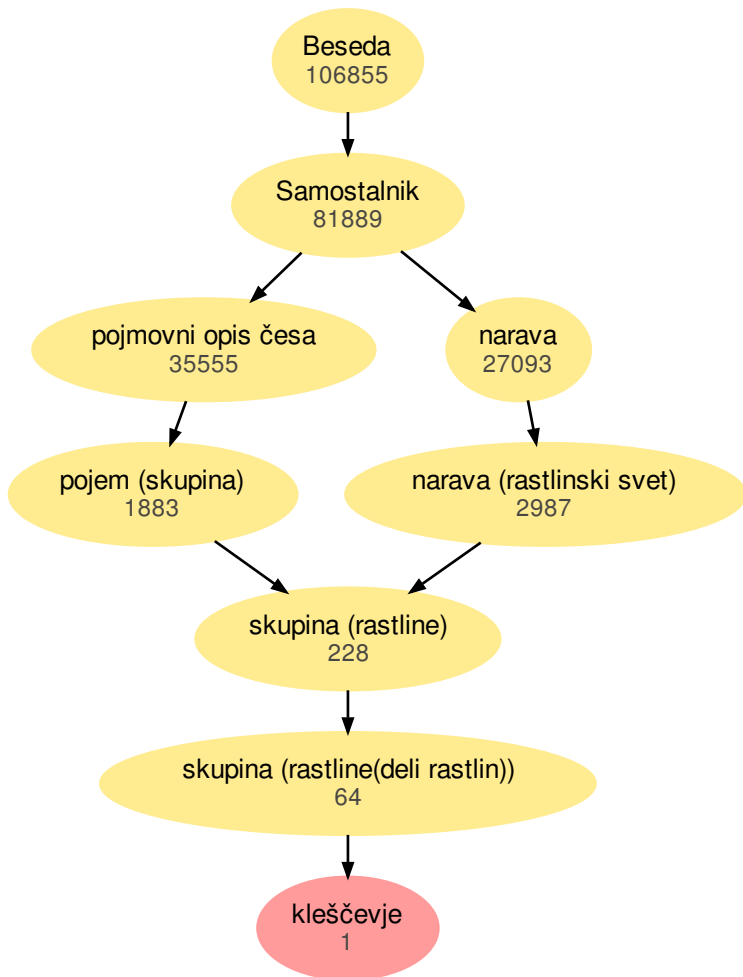 Beseda
106855
Samostalnik
81889
pojmovni opis česa
35555
narava
27093
pojem (skupina)
1883
narava (rastlinski svet)
2987
skupina (rastline)
228
skupina (rastline(deli rastlin))
64
kleščevje
1